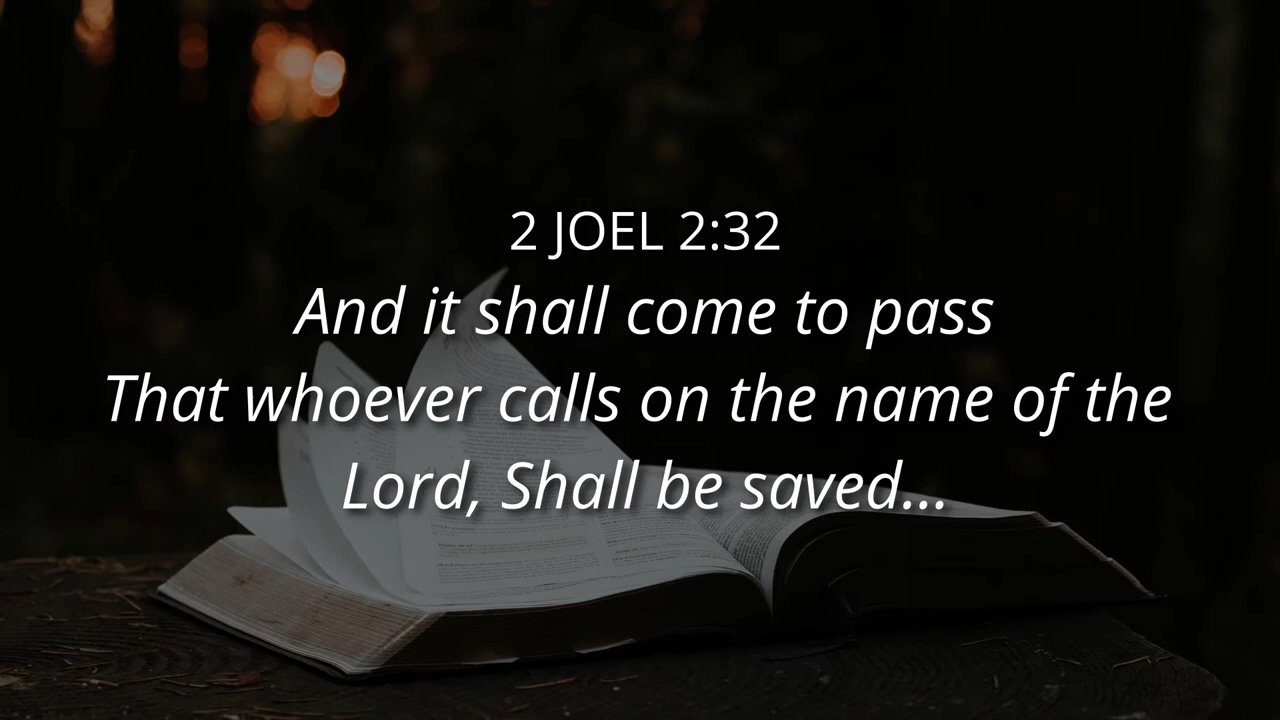 2 JOEL 2:32
And it shall come to pass
That whoever calls on the name of the
Lord, Shall be saved...